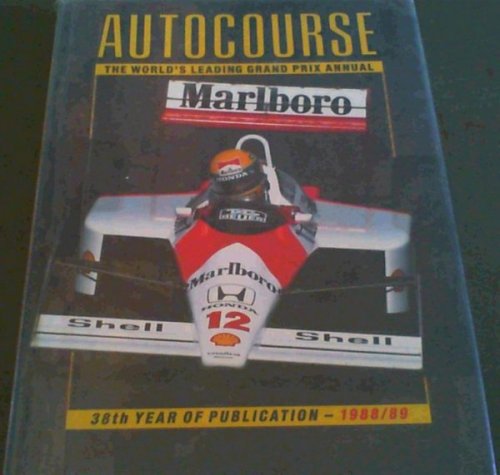 AUTOCOURSE
THE WORLD'S LEADING GRAND PRIX ANNUAL
Marlboro
HONDA
Marlboro
HONDA
12
Shell
Shell
38th YEAR OF PUBLICATION – 1988/89